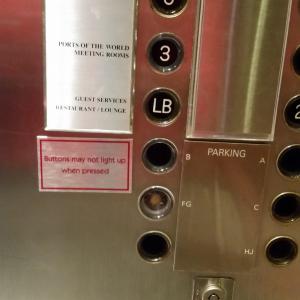 PORTS OF THE WORLD
MEETING ROOMS
3
GUEST SERVICES
RESTAURANT / LOUNGE
LB
Buttons may not light up
when pressed
PARKING
B
A
FG
C
HJ